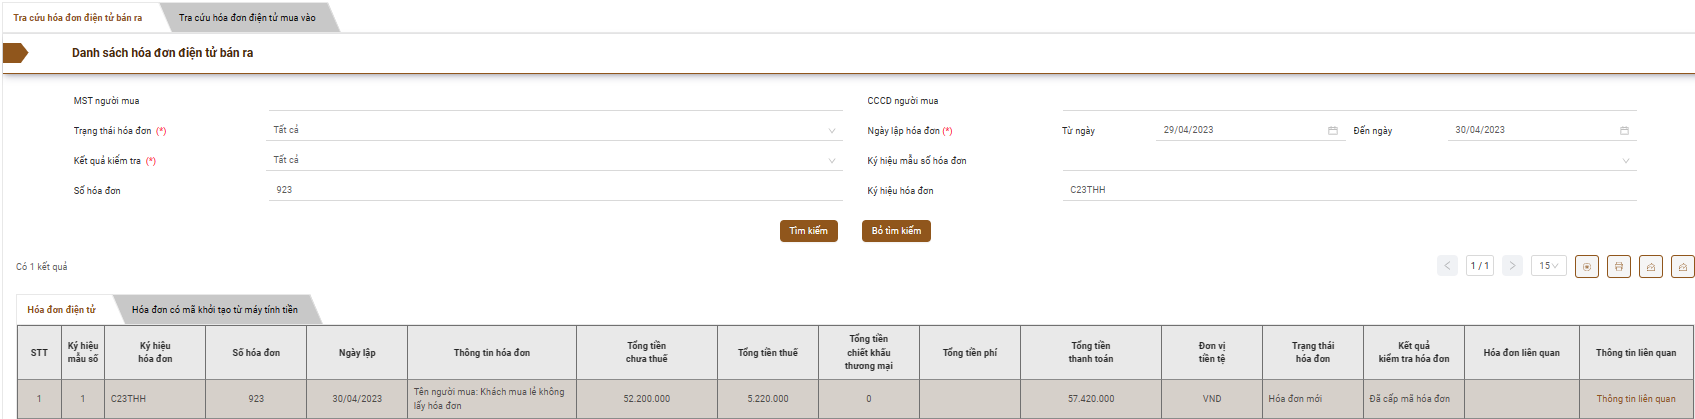 Tra cứu hóa đơn điện tử bán ra
Tra cứu hóa đơn điện tử mua vào
Danh sách hóa đơn điện tử bán ra
MST người mua
CCCD người mua
Trạng thái hóa đơn (*)
Tất cả
Ngày lập hóa đơn (*)
Từ ngày
29/04/2023
Đến ngày
30/04/2023
Kết quả kiểm tra (*)
Tất cả
Ký hiệu mẫu số hóa đơn
Số hóa đơn
923
Ký hiệu hóa đơn
C23THH
Tìm kiếm
Bỏ tìm kiếm
Có 1 kết quả
1 / 1
15
Hóa đơn điện tử
Hóa đơn có mã khởi tạo từ máy tính tiền
STT
Ký hiệu
mẫu số
Ký hiệu
hóa đơn
Số hóa đơn
Ngày lập
Thông tin hóa đơn
Tổng tiền
chưa thuế
Tổng tiền thuế
Tổng tiền
chiết khấu
thương mại
Tổng tiền phí
Tổng tiền
thanh toán
Đơn vị
tiền tệ
Trạng thái
hóa đơn
Kết quả
kiểm tra hóa đơn
Hóa đơn liên quan
Thông tin liên quan
1
1
C23THH
923
30/04/2023
Tên người mua: Khách mua lẻ không
lấy hóa đơn
52.200.000
5.220.000
0
57.420.000
VND
Hóa đơn mới
Đã cấp mã hóa đơn
Thông tin liên quan